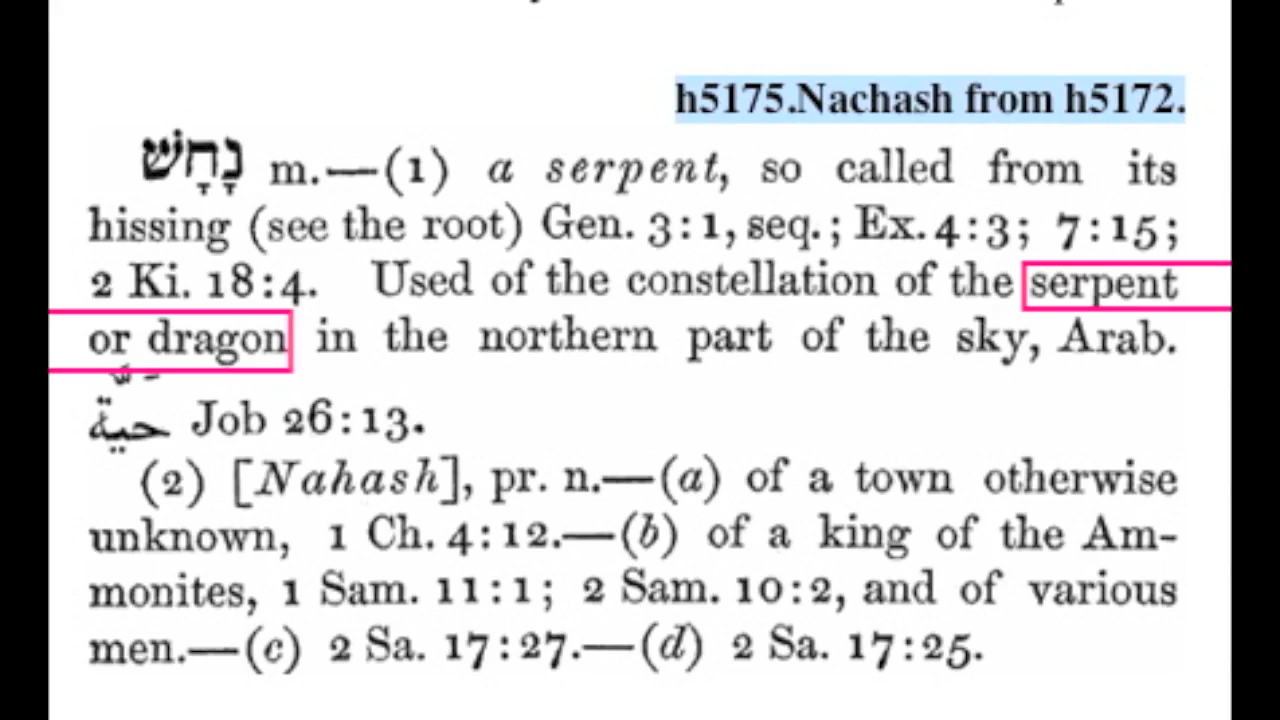 h5175.Nachash from h5172.
נָחָשׁ m.—(1) a serpent, so called from its
hissing (see the root) Gen. 3:1, seq.; Ex. 4:3; 7:15;
2 Ki. 18:4. Used of the constellation of the serpent
or dragon in the northern part of the sky, Arab.
حيّة Job 26:13.
(2) [Nahash], pr. n.—(a) of a town otherwise
unknown, 1 Ch. 4:12.—(b) of a king of the Am-
monites, 1 Sam. 11:1; 2 Sam. 10:2, and of various
men.—(c) 2 Sa. 17:27.—(d) 2 Sa. 17:25.